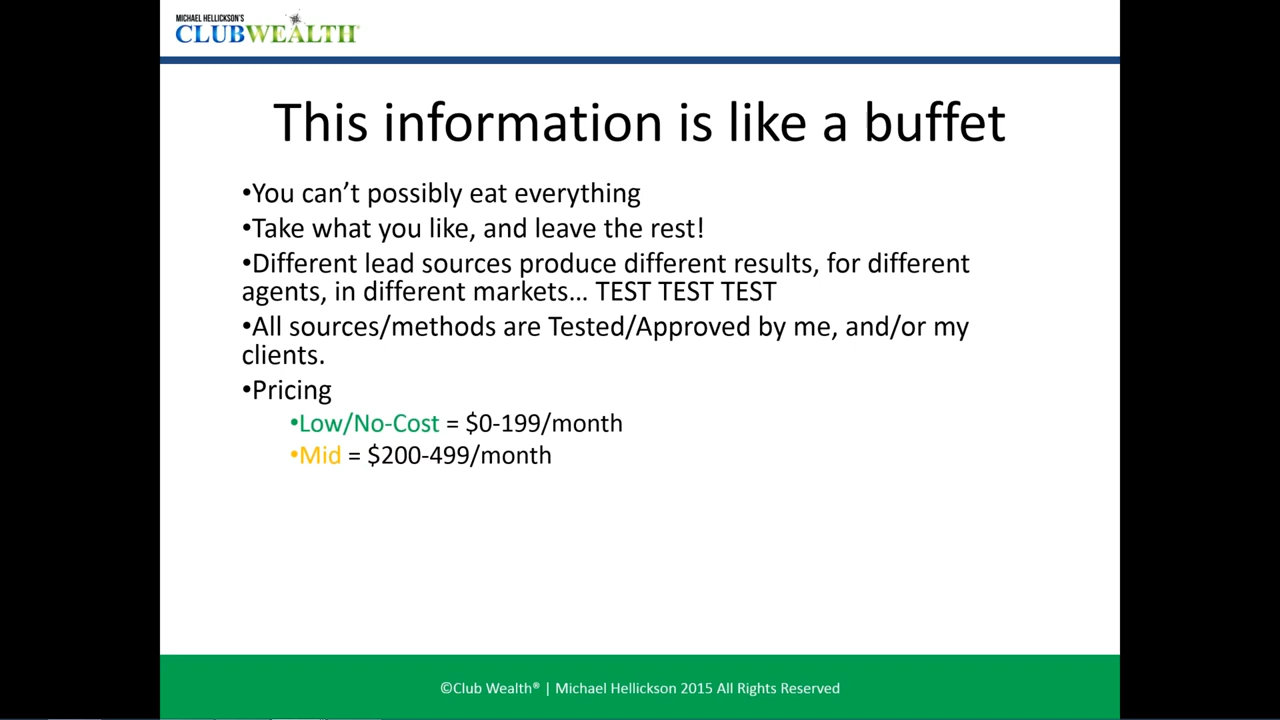 MICHAEL HELLICKSON'S
CLUBWEALTH
This information is like a buffet
•You can’t possibly eat everything
•Take what you like, and leave the rest!
•Different lead sources produce different results, for different
agents, in different markets… TEST TEST TEST
•All sources/methods are Tested/Approved by me, and/or my
clients.
•Pricing
•Low/No-Cost = $0-199/month
•Mid = $200-499/month
©Club Wealth® | Michael Hellickson 2015 All Rights Reserved